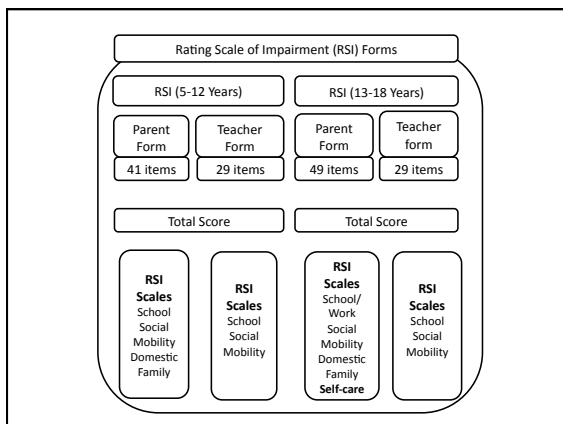 Rating Scale of Impairment (RSI) Forms
RSI (5-12 Years)
RSI (13-18 Years)
Parent
Form
Teacher
Form
Parent
Form
Teacher
form
41 items
29 items
49 items
29 items
Total Score
Total Score
RSI
Scales
School
Social
Mobility
Domestic
Family
RSI
Scales
School
Social
Mobility
RSI
Scales
School/
Work
Social
Mobility
Domestic
Family
Self-care
RSI
Scales
School
Social
Mobility